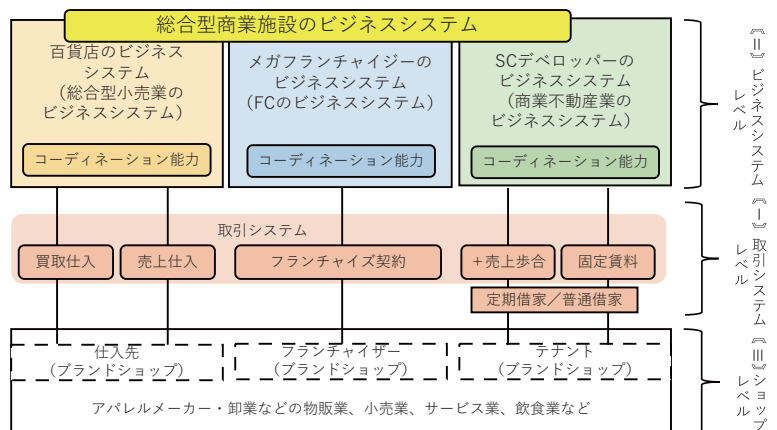 総合型商業施設のビジネスシステム
百貨店のビジネス
システム
(総合型小売業の
ビジネスシステム)
コーディネーション能力
メガフランチャイジーの
ビジネスシステム
(FCのビジネスシステム)
コーディネーション能力
SCデベロッパーの
ビジネスシステム
(商業不動産業の
ビジネスシステム)
コーディネーション能力
《Ⅱ》ビジネスシステム
レベル
取引システム
買取仕入
売上仕入
フランチャイズ契約
+売上歩合
固定賃料
定期借家/普通借家
《Ⅰ》取引システム
レベル
仕入先
(ブランドショップ)
フランチャイザー
(ブランドショップ)
テナント
(ブランドショップ)
アパレルメーカー・卸業などの物販業、小売業、サービス業、飲食業など
《Ⅲ》ショップ
レベル